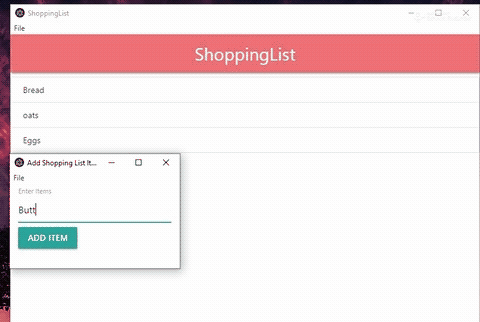 ShoppingList
File
ShoppingList
Bread
oats
Eggs
Add Shopping List It...
File
Enter Items
Butt
ADD ITEM